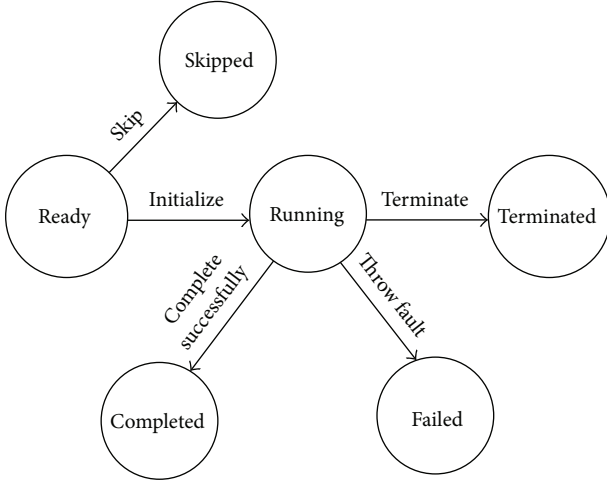 Skipped
Skip
Ready
Initialize
Running
Terminate
Terminated
Complete
successfully
Throw fault
Completed
Failed